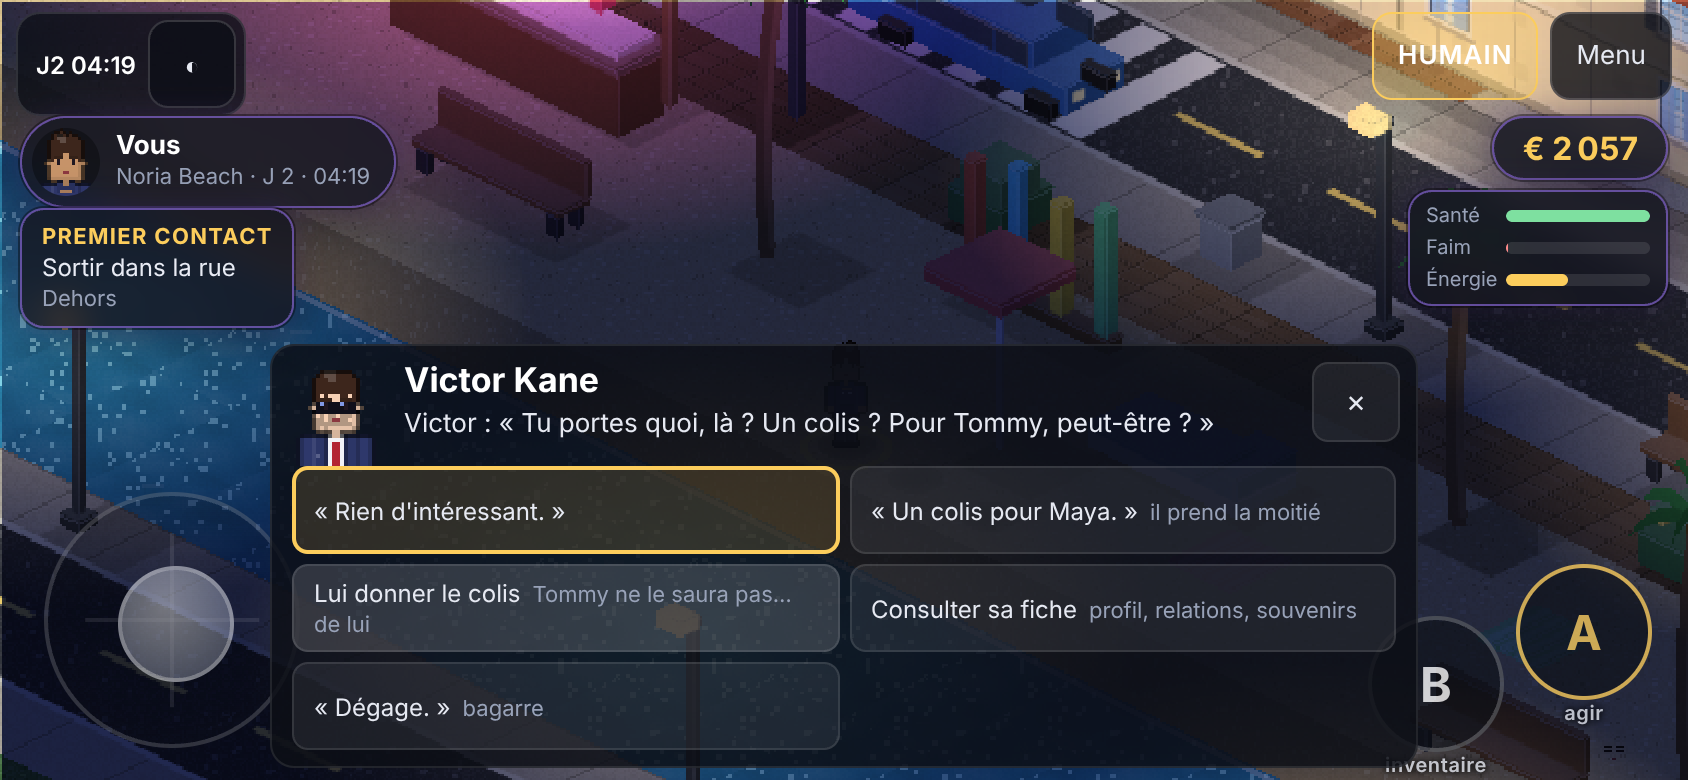 J2 04:19
HUMAIN
Menu
Vous
Noria Beach · J 2 · 04:19
€ 2 057
PREMIER CONTACT
Sortir dans la rue
Dehors
Santé
Faim
Énergie
Victor Kane
Victor : « Tu portes quoi, là ? Un colis ? Pour Tommy, peut-être ? »
×
« Rien d'intéressant. »
« Un colis pour Maya. » il prend la moitié
Lui donner le colis Tommy ne le saura pas…
de lui
Consulter sa fiche profil, relations, souvenirs
« Dégage. » bagarre
A
agir
B
inventaire